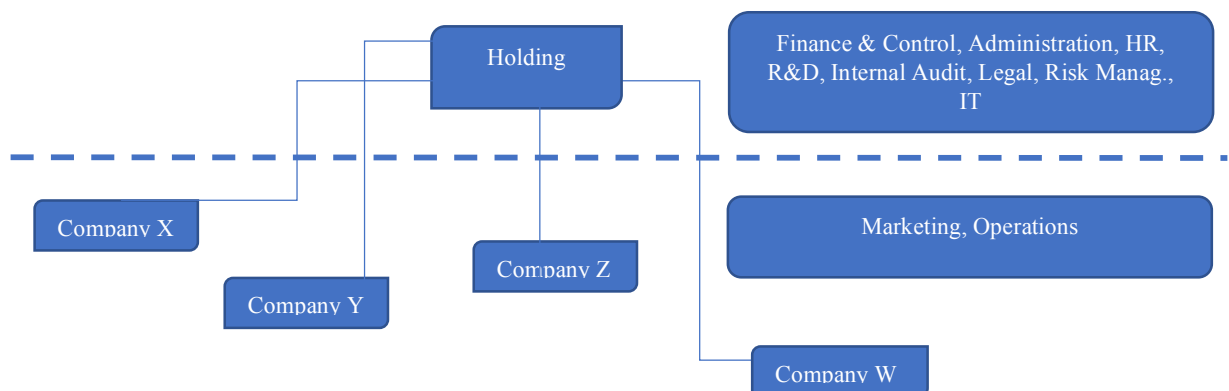 Holding
Finance & Control, Administration, HR,
R&D, Internal Audit, Legal, Risk Manag.,
IT
Company X
Marketing, Operations
Company Z
Company Y
Company W